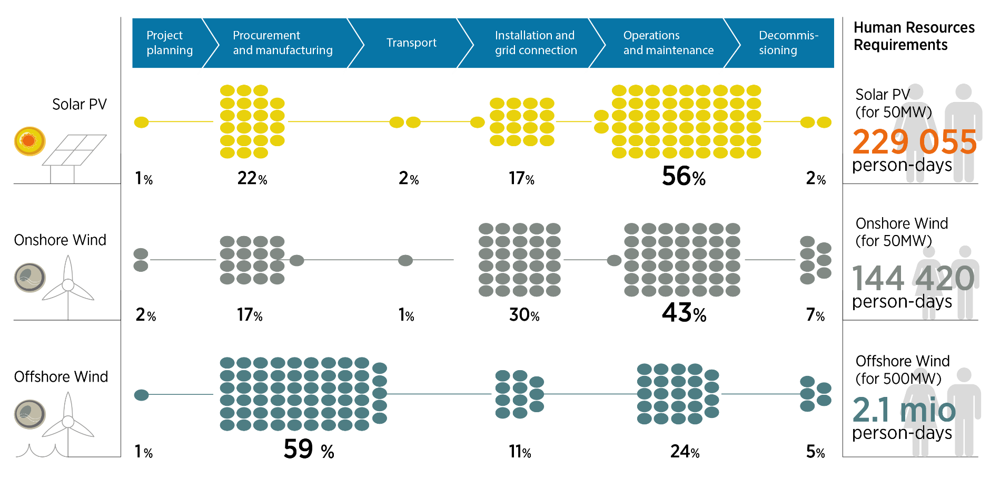 Project
planning
Procurement
and manufacturing
Transport
Installation and
grid connection
Operations
and maintenance
Decommis-
sioning
Human Resources
Requirements
Solar PV
1%
22%
2%
17%
56%
2%
Solar PV
(for 50MW)
229 055
person-days
Onshore Wind
2%
17%
1%
30%
43%
7%
Onshore Wind
(for 50MW)
144 420
person-days
Offshore Wind
1%
59 %
11%
24%
5%
Offshore Wind
(for 500MW)
2.1 mio
person-days